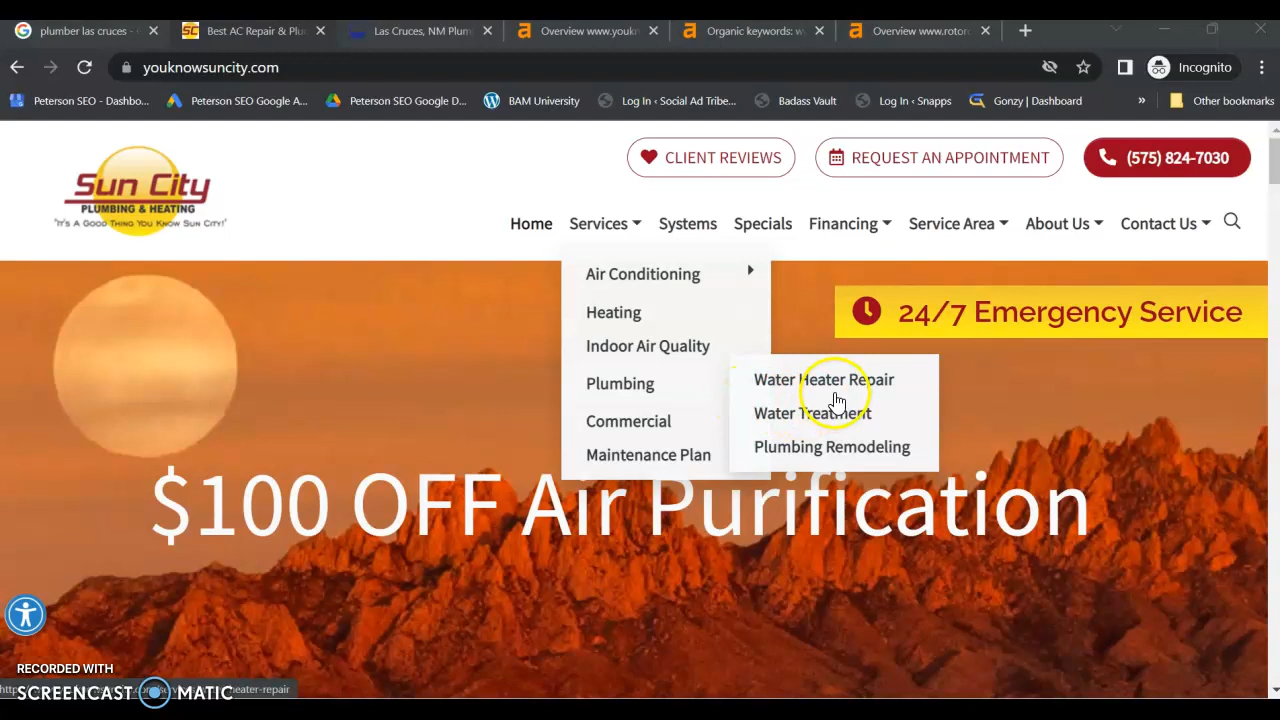 plumber las cruces -
Best AC Repair & Plu
Las Cruces, NM Plum
Overview www.youk
Organic keywords: w
Overview www.rotor
youknowsuncity.com
Incognito
Peterson SEO - Dashbo...
Peterson SEO Google A...
Peterson SEO Google D...
BAM University
Log In ‹ Social Ad Tribe...
Badass Vault
Log In ‹ Snapps
Gonzy | Dashboard
»
Other bookmarks
CLIENT REVIEWS
REQUEST AN APPOINTMENT
(575) 824-7030
Sun City
PLUMBING & HEATING
"IT'S A GOOD THING YOU KNOW SUN CITY!"
Home
Services
Systems
Specials
Financing
Service Area
About Us
Contact Us
Air Conditioning
Heating
Indoor Air Quality
Plumbing
Commercial
Maintenance Plan
Water Heater Repair
Water Treatment
Plumbing Remodeling
24/7 Emergency Service
$100 OFF Air Purification
RECORDED WITH
SCREENCAST MATIC
heater-repair